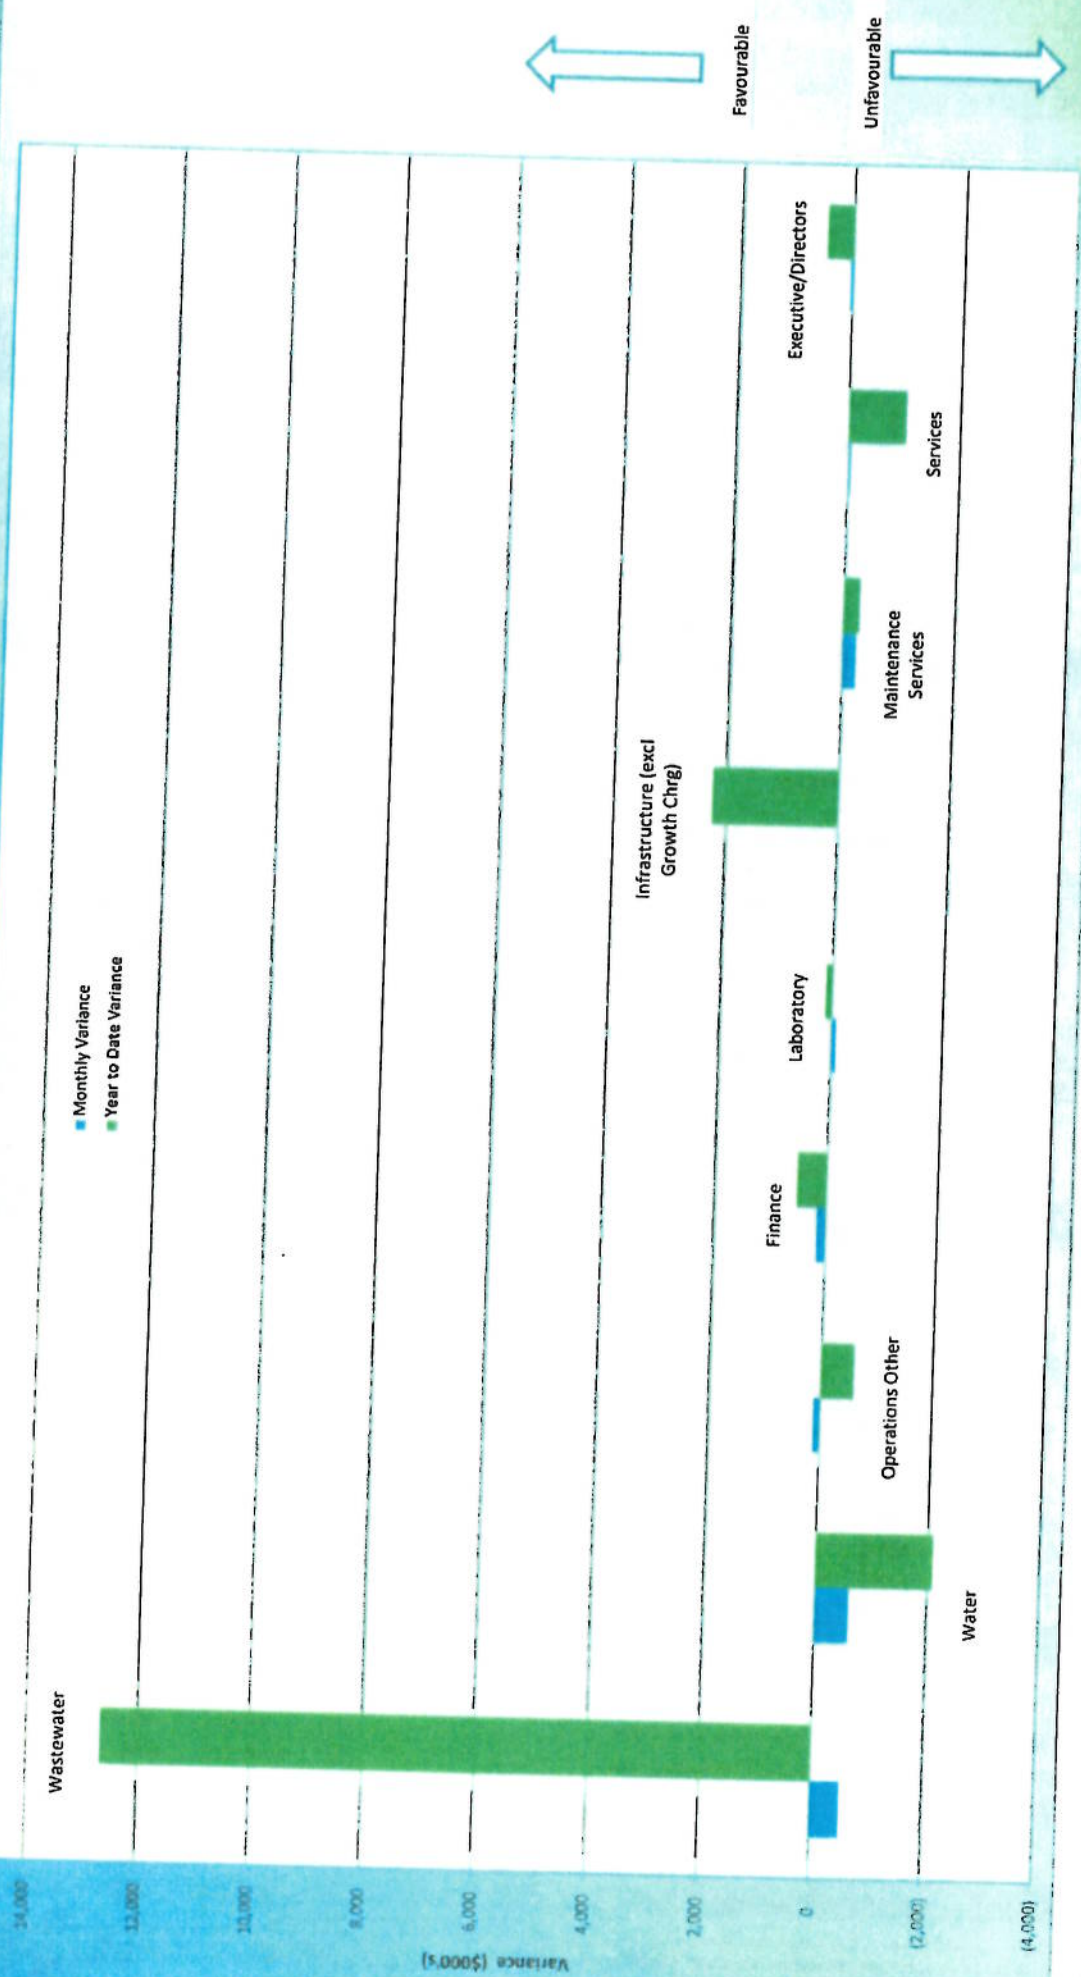 Variance ($000's)
14,000
12,000
10,000
8,000
6,000
4,000
2,000
0
(2,000)
(4,000)
Monthly Variance
Year to Date Variance
Wastewater
Water
Operations Other
Finance
Laboratory
Infrastructure (excl
Growth Chrg)
Maintenance
Services
Services
Executive/Directors
Favourable
Unfavourable